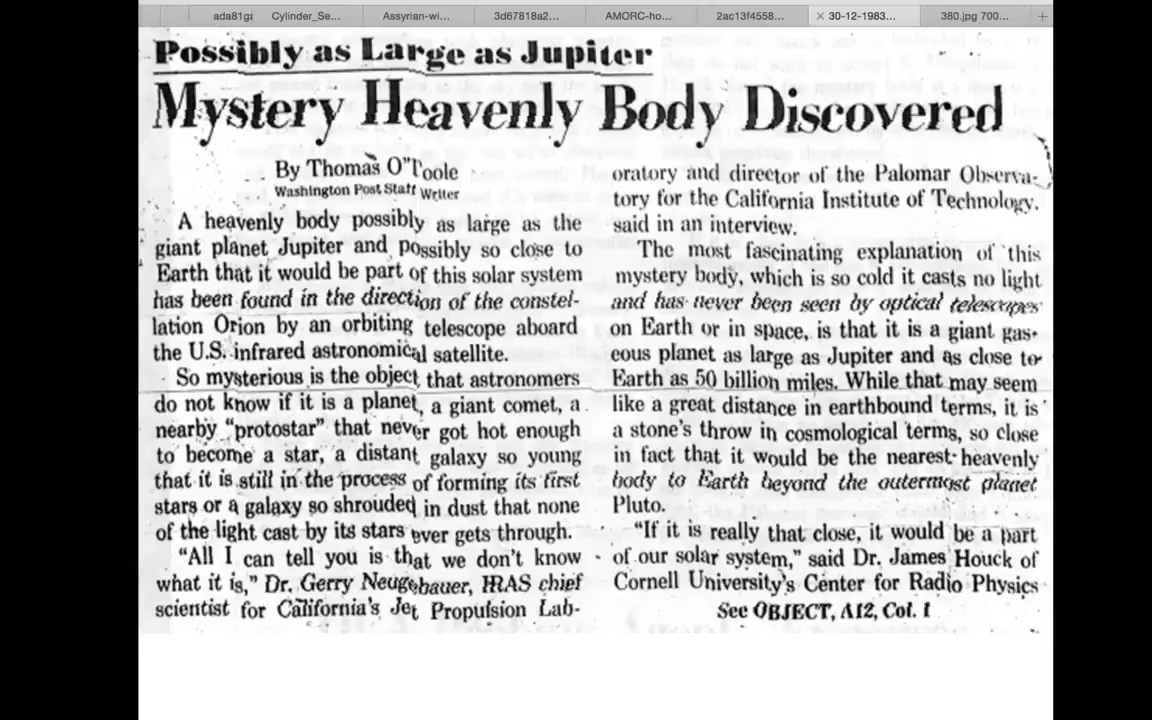 ada81g
Cylinder_Se...
Assyrian-wi...
3d67818a2...
AMORC-ho...
2ac13f4558...
30-12-1983...
380.jpg 700...
Possibly as Large as Jupiter
Mystery Heavenly Body Discovered
By Thomas O'Toole
Washington Post Staff Writer
A heavenly body possibly as large as the
giant planet Jupiter and possibly so close to
Earth that it would be part of this solar system
has been found in the direction of the constel-
lation Orion by an orbiting telescope aboard
the U.S. infrared astronomical satellite.
So mysterious is the object that astronomers
do not know if it is a planet, a giant comet, a
nearby "protostar" that never got hot enough
to become a star, a distant galaxy so young
that it is still in the process of forming its first
stars or a galaxy so shrouded in dust that none
of the light cast by its stars ever gets through.
"All I can tell you is that we don't know
what it is," Dr. Gerry Neugebauer, IRAS chief
scientist for California's Jet Propulsion Lab-
oratory and director of the Palomar Observa-
tory for the California Institute of Technology,
said in an interview.
The most fascinating explanation of this
mystery body, which is so cold it casts no light
and has never been seen by optical telescopes
on Earth or in space, is that it is a giant gas-
eous planet as large as Jupiter and as close to
Earth as 50 billion miles. While that may seem
like a great distance in earthbound terms, it is
a stone's throw in cosmological terms, so close
in fact that it would be the nearest heavenly
body to Earth beyond the outermost planet
Pluto.
"If it is really that close, it would be a part
of our solar system," said Dr. James Houck of
Cornell University's Center for Radio Physics
See OBJECT, A12, Col. 1